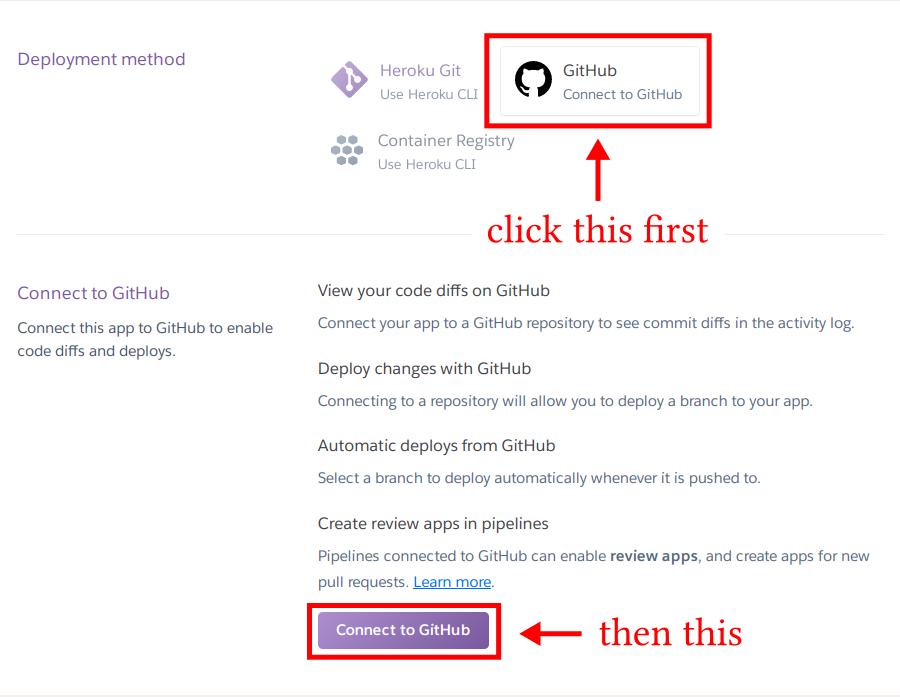 Deployment method
Heroku Git
Use Heroku CLI
GitHub
Connect to GitHub
Container Registry
Use Heroku CLI
click this first
Connect to GitHub
Connect this app to GitHub to enable
code diffs and deploys.
View your code diffs on GitHub
Connect your app to a GitHub repository to see commit diffs in the activity log.
Deploy changes with GitHub
Connecting to a repository will allow you to deploy a branch to your app.
Automatic deploys from GitHub
Select a branch to deploy automatically whenever it is pushed to.
Create review apps in pipelines
Pipelines connected to GitHub can enable review apps, and create apps for new
pull requests. Learn more.
Connect to GitHub
then this